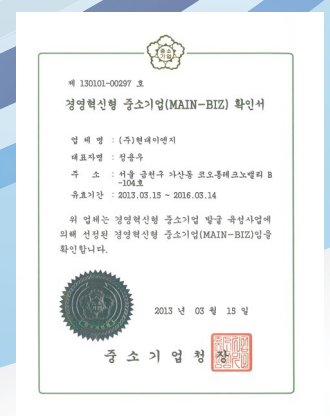 중소
기업
제 130101-00297 호
경영혁신형 중소기업(MAIN-BIZ) 확인서
업 체 명 : (주)현대이엔지
대표자명 : 정용우
주 소 : 서울 금천구 가산동 코오롱테크노밸리 B
-104호
유효기간 : 2013.03.15 ~ 2016.03.14
위 업체는 경영혁신형 중소기업 발굴 육성사업에
의해 선정된 경영혁신형 중소기업(MAIN-BIZ)임을
확인합니다.
2013 년 03 월 15 일
중 소 기 업 청 장